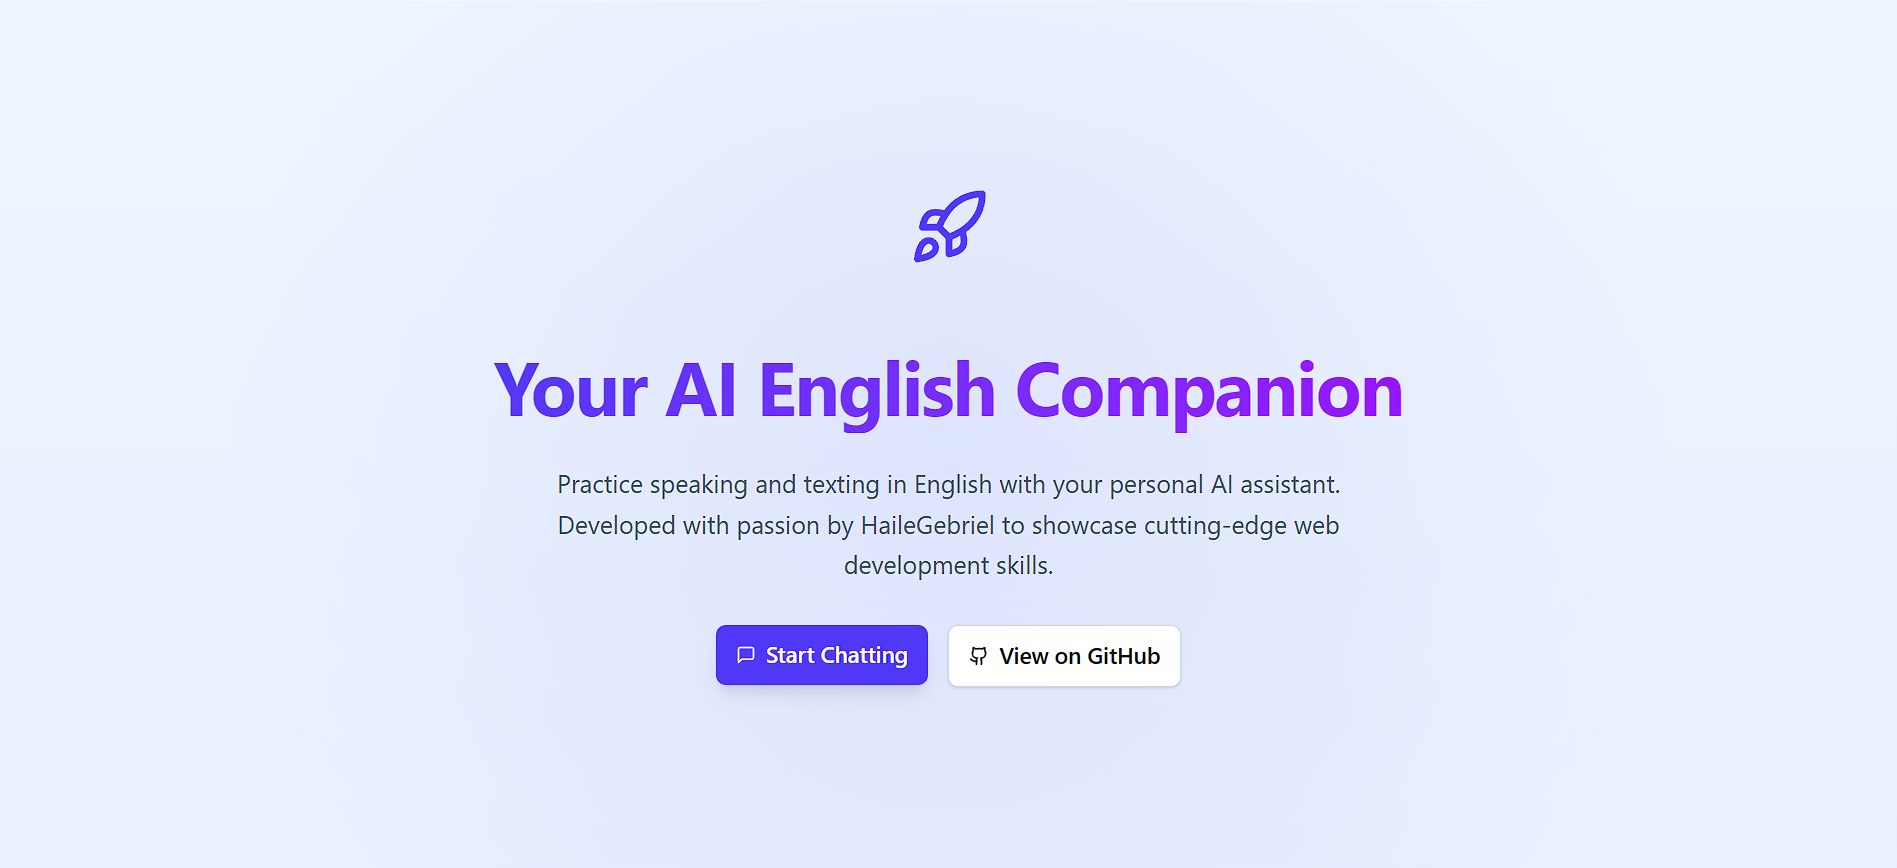 Your AI English Companion
Practice speaking and texting in English with your personal AI assistant.
Developed with passion by HaileGebriel to showcase cutting-edge web
development skills.
Start Chatting
View on GitHub